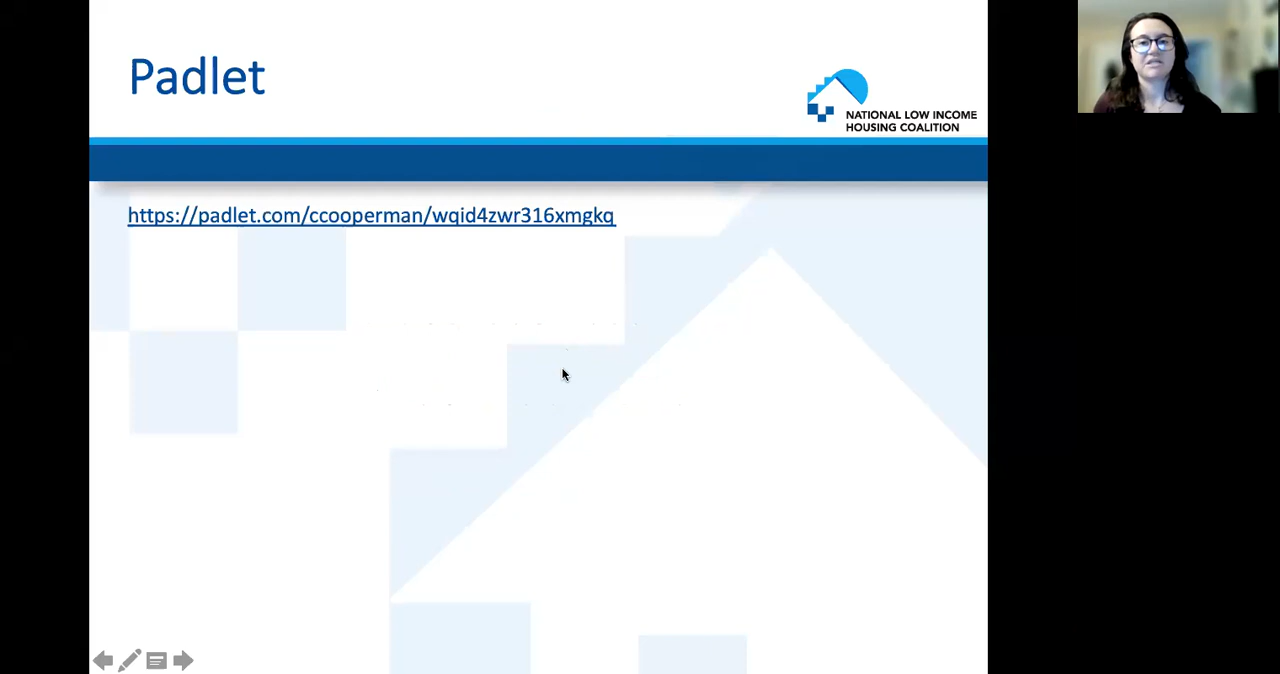 Padlet
NATIONAL LOW INCOME
HOUSING COALITION
https://padlet.com/ccooperman/wqid4zwr316xmgkq